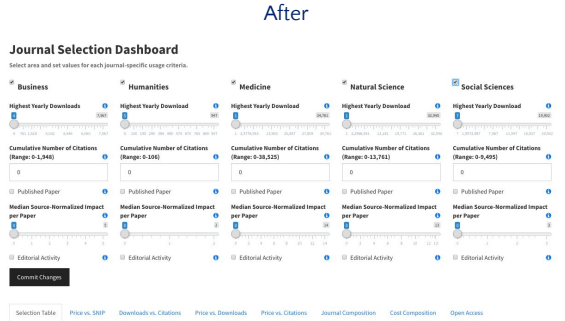 After
Journal Selection Dashboard
Select area and set values for each journal-specific usage criteria.
Business Humanities Medicine Natural Science Social Sciences
Highest Yearly Downloads Highest Yearly Download Highest Yearly Download Highest Yearly Download Highest Yearly Download
Cumulative Number of Citations Cumulative Number of Citations Cumulative Number of Citations Cumulative Number of Citations Cumulative Number of Citations
(Range: 0-1,948) (Range: 0-106) (Range: 0-38,525) (Range: 0-13,761) (Range: 0-9,495)
0 0 0 0 0
Published Paper Published Paper Published Paper Published Paper Published Paper
Median Source-Normalized Impact Median Source-Normalized Impact Median Source-Normalized Impact Median Source-Normalized Impact Median Source-Normalized Impact
per Paper per Paper per Paper per Paper per Paper
Editorial Activity Editorial Activity Editorial Activity Editorial Activity Editorial Activity
Commit Changes
Selection Table Price vs. SNIP Downloads vs. Citations Price vs. Downloads Price vs. Citations Journal Composition Cost Composition Open Access